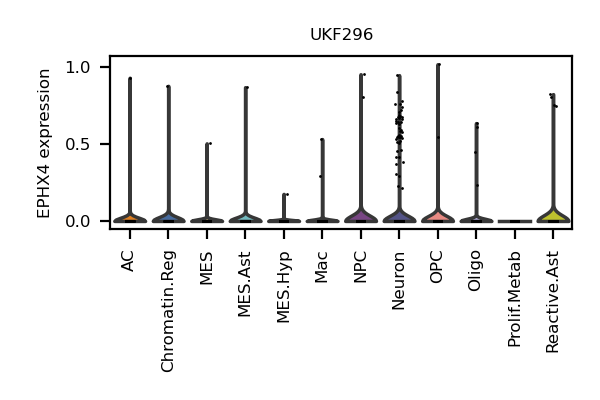 UKF296
EPHX4 expression
1.0
0.5
0.0
AC
Chromatin.Reg
MES
MES.Ast
MES.Hyp
Mac
NPC
Neuron
OPC
Oligo
Prolif.Metab
Reactive.Ast